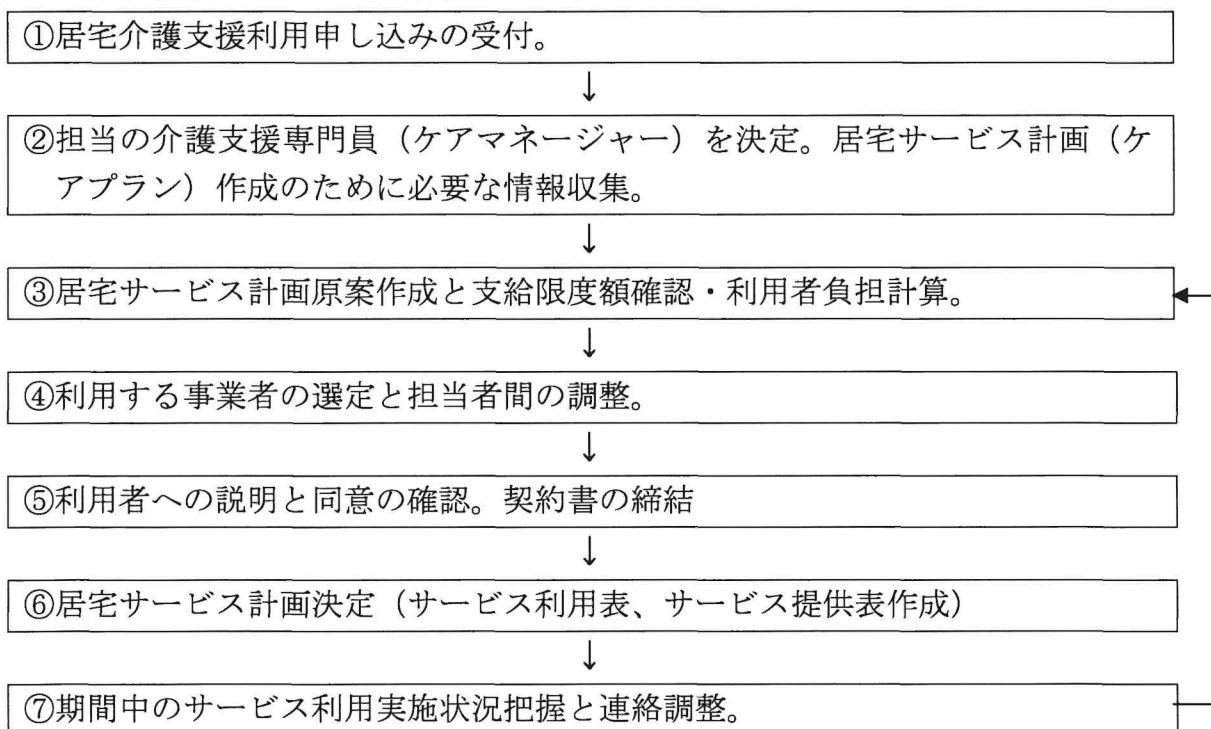 ①居宅介護支援利用申し込みの受付。
↓
②担当の介護支援専門員(ケアマネージャー)を決定。居宅サービス計画(ケ
アプラン)作成のために必要な情報収集。
↓
③居宅サービス計画原案作成と支給限度額確認・利用者負担計算。
↓
④利用する事業者の選定と担当者間の調整。
↓
⑤利用者への説明と同意の確認。契約書の締結
↓
⑥居宅サービス計画決定(サービス利用表、サービス提供表作成)
↓
⑦期間中のサービス利用実施状況把握と連絡調整。